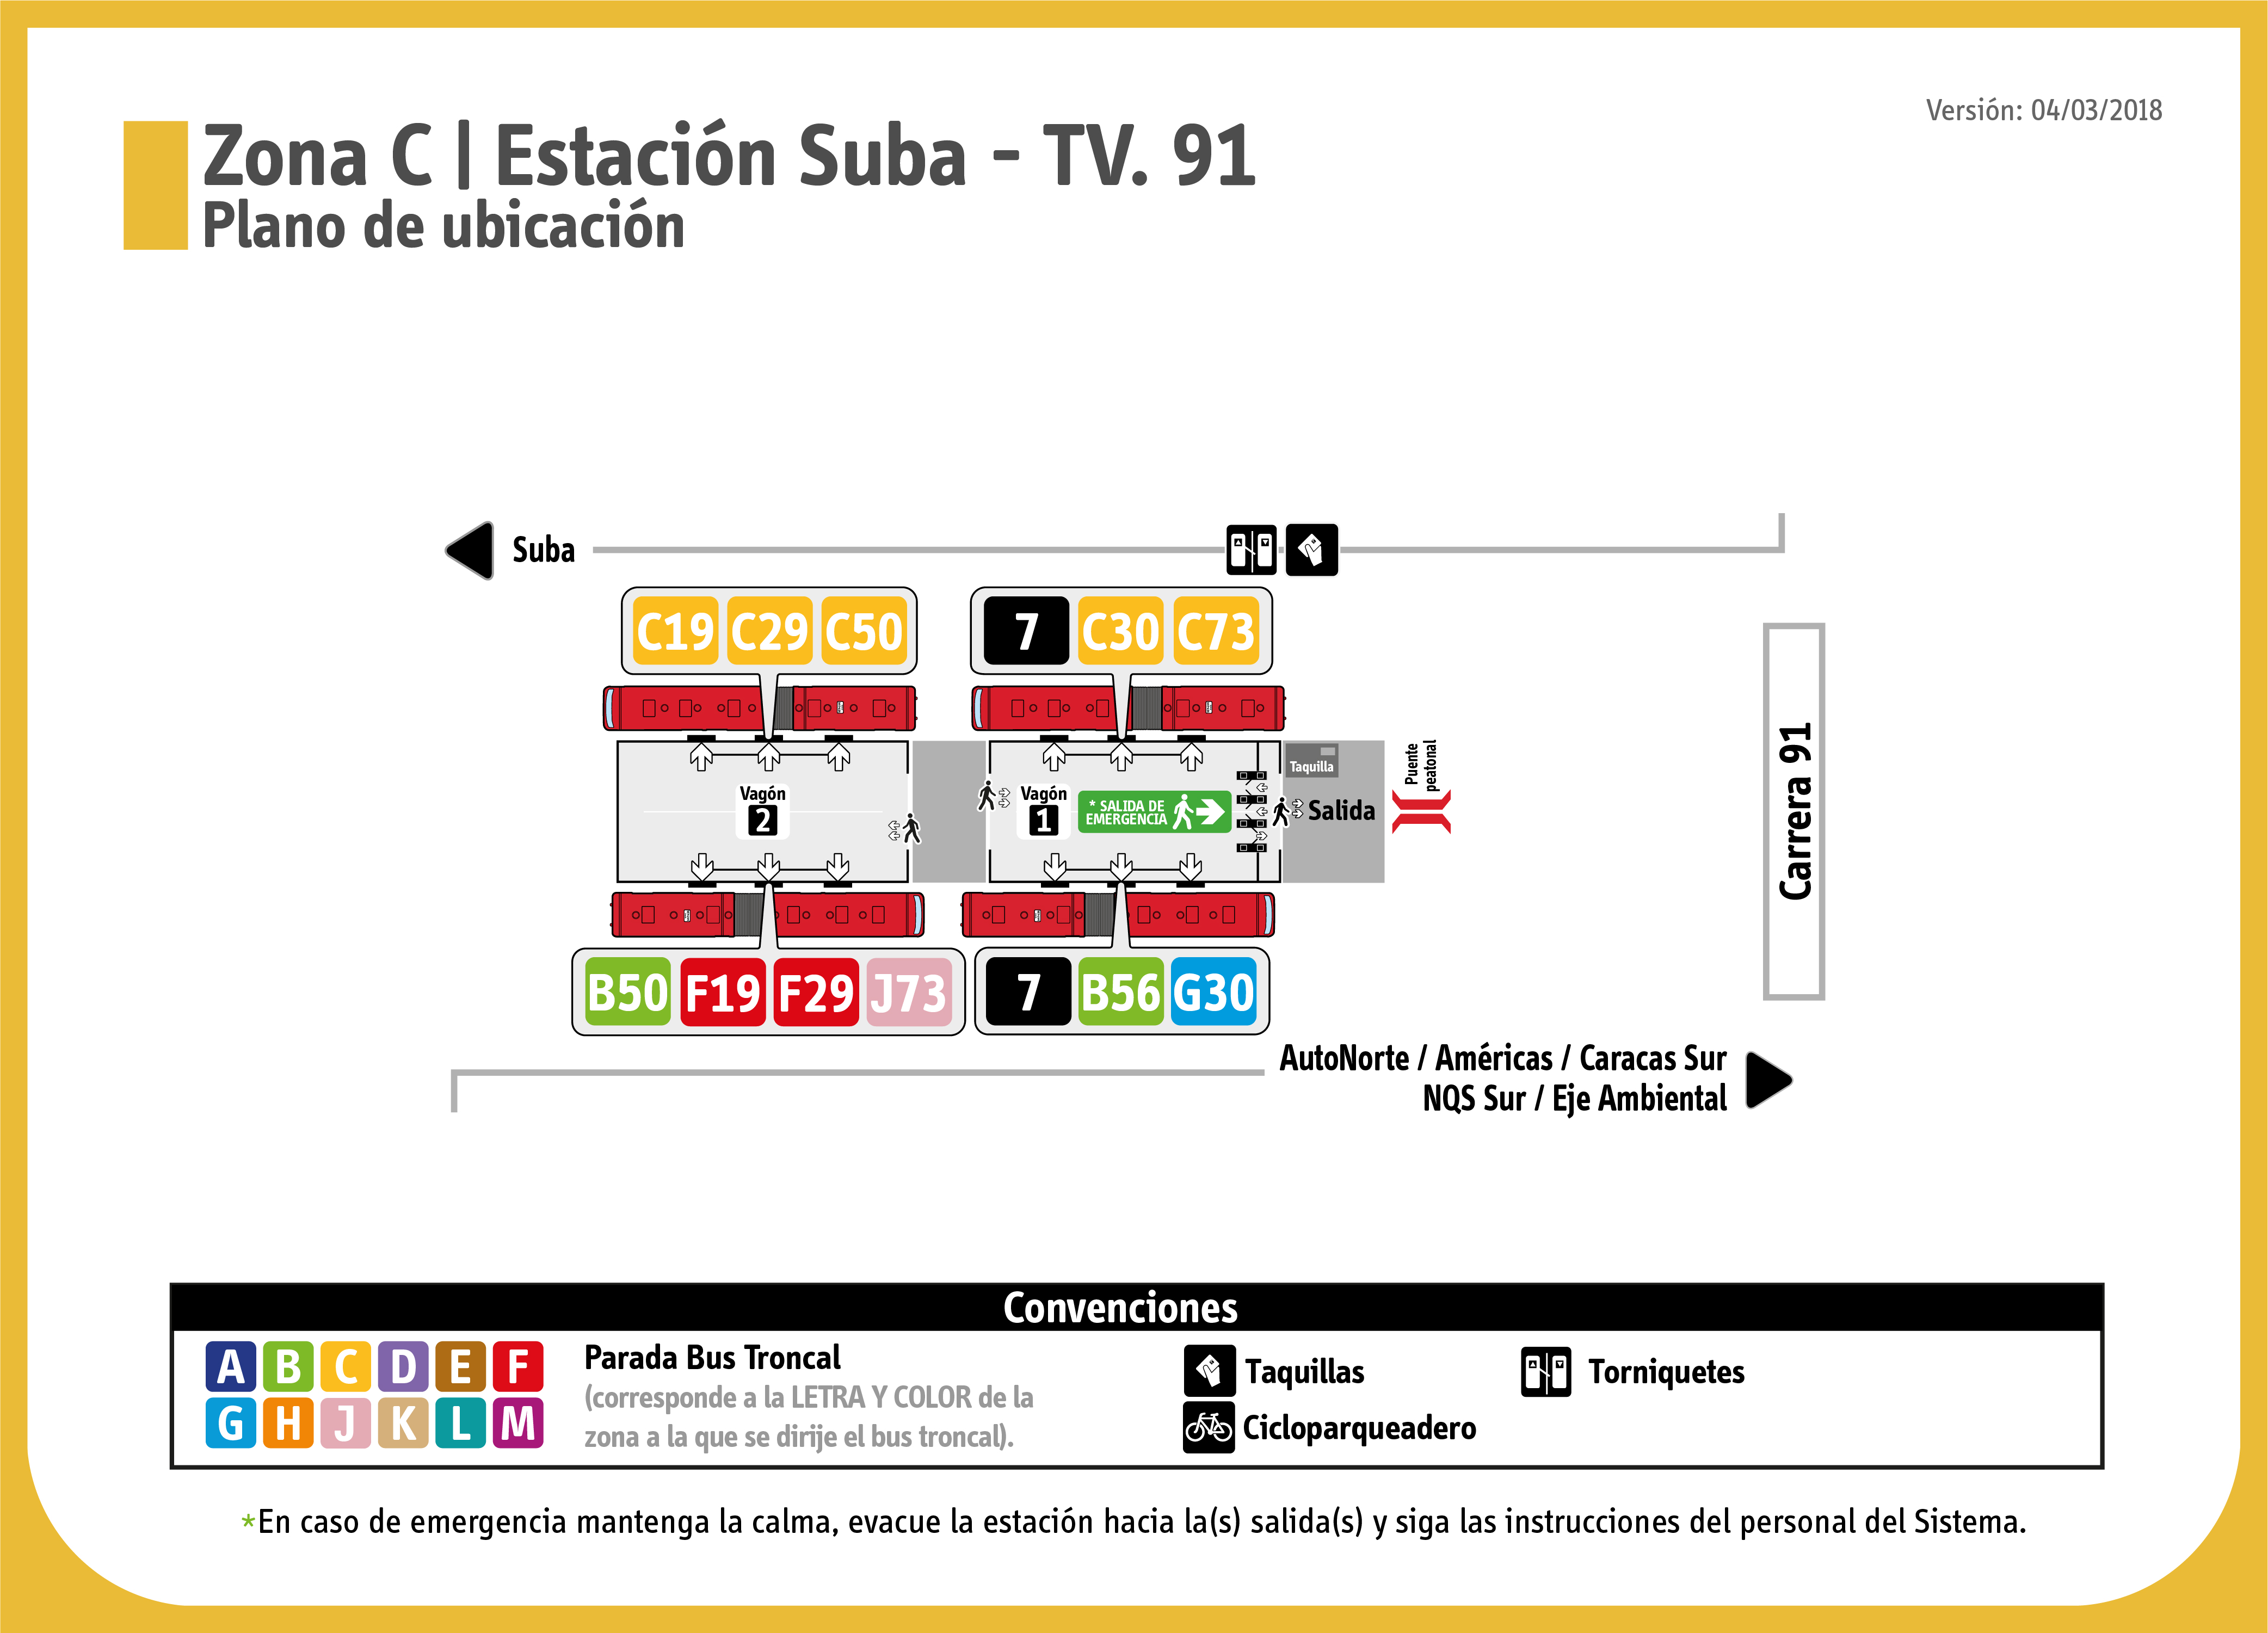 Versión: 04/03/2018
Zona C | Estación Suba - TV. 91
Plano de ubicación
Suba
C19 C29 C50
7 C30 C73
Vagón
2
Vagón
1
* SALIDA DE
EMERGENCIA
Taquilla
Salida
Puente
peatonal
Carrera 91
B50 F19 F29 J73
7 B56 G30
AutoNorte / Américas / Caracas Sur
NQS Sur / Eje Ambiental
Convenciones
A B C D E F
G H J K L M
Parada Bus Troncal
(corresponde a la LETRA Y COLOR de la
zona a la que se dirije el bus troncal).
Taquillas
Cicloparqueadero
Torniquetes
*En caso de emergencia mantenga la calma, evacue la estación hacia la(s) salida(s) y siga las instrucciones del personal del Sistema.